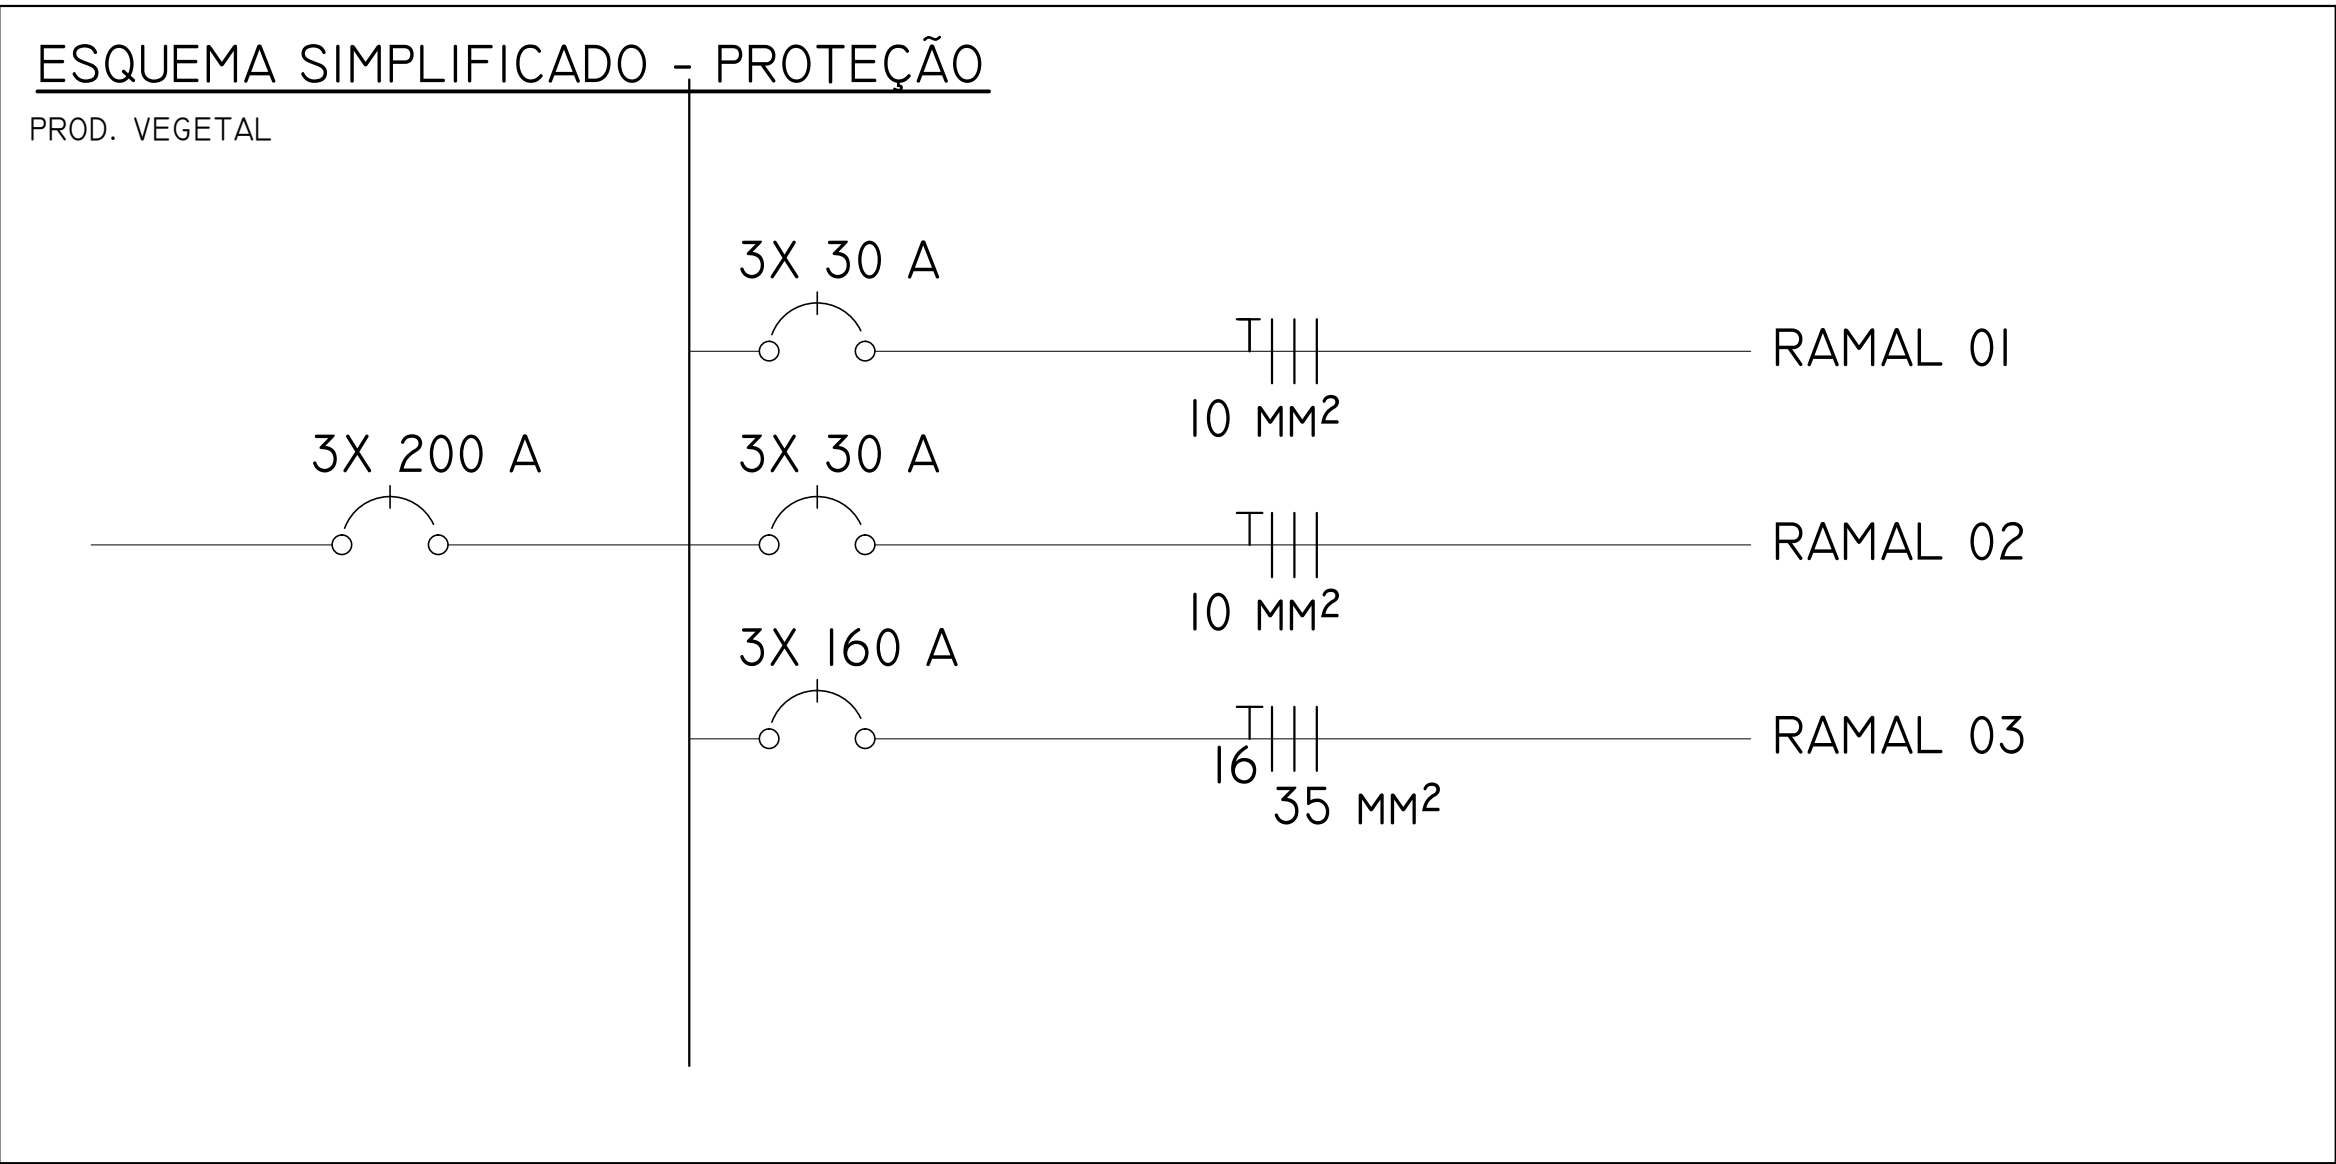 ESQUEMA SIMPLIFICADO - PROTEÇÃO
PROD. VEGETAL
3X 30 A
T
RAMAL 01
10 MM²
3X 200 A
3X 30 A
T
RAMAL 02
10 MM²
3X 160 A
T
RAMAL 03
16
35 MM²